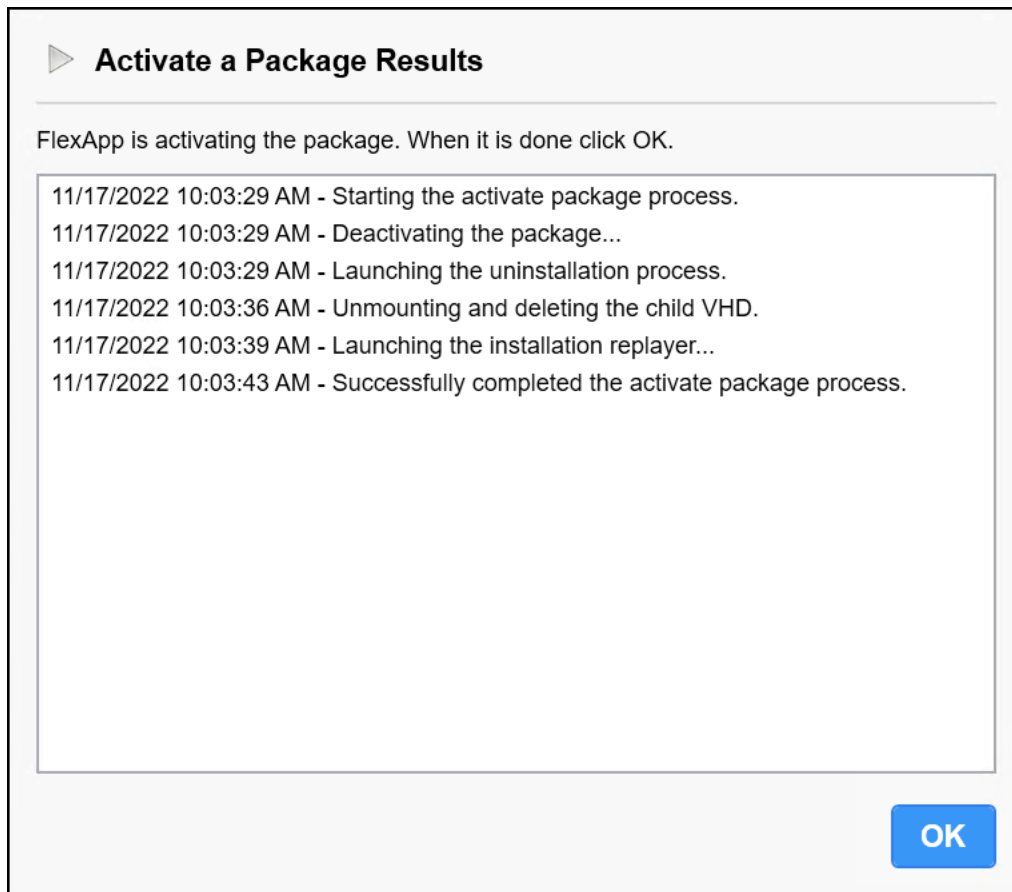 Activate a Package Results
FlexApp is activating the package. When it is done click OK.
11/17/2022 10:03:29 AM - Starting the activate package process.
11/17/2022 10:03:29 AM - Deactivating the package...
11/17/2022 10:03:29 AM - Launching the uninstallation process.
11/17/2022 10:03:36 AM - Unmounting and deleting the child VHD.
11/17/2022 10:03:39 AM - Launching the installation replayer...
11/17/2022 10:03:43 AM - Successfully completed the activate package process.
OK